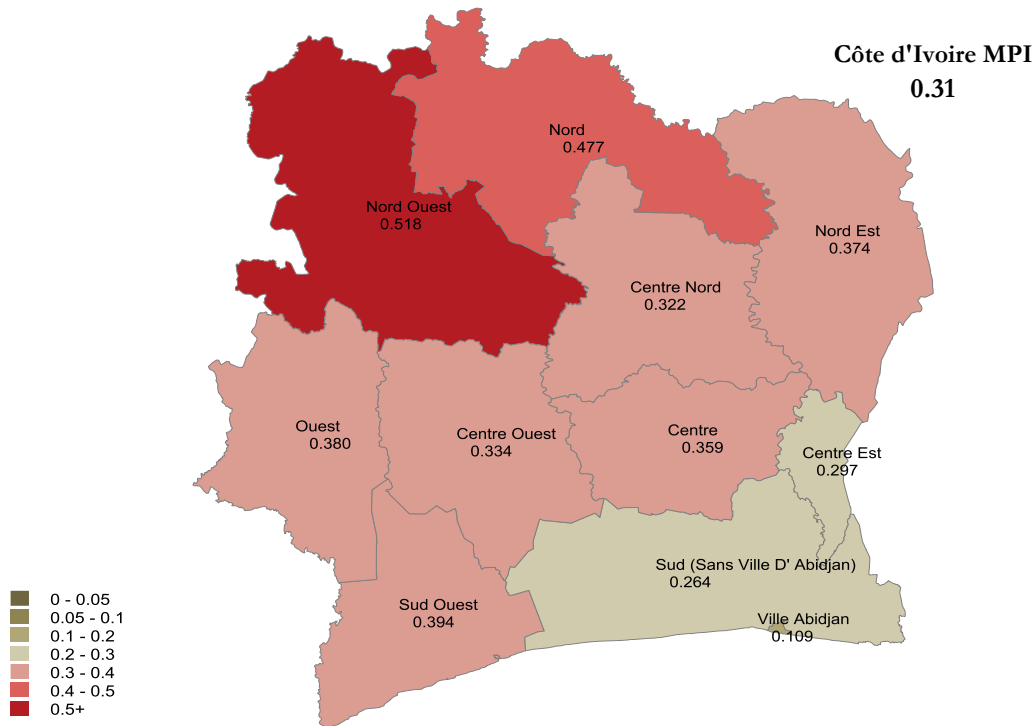 Côte d'Ivoire MPI
0.31
Nord
0.477
Nord Ouest
0.518
Nord Est
0.374
Centre Nord
0.322
Ouest
0.380
Centre Ouest
0.334
Centre
0.359
Centre Est
0.297
Sud (Sans Ville D' Abidjan)
0.264
Sud Ouest
0.394
Ville Abidjan
0.109
0 - 0.05
0.05 - 0.1
0.1 - 0.2
0.2 - 0.3
0.3 - 0.4
0.4 - 0.5
0.5+